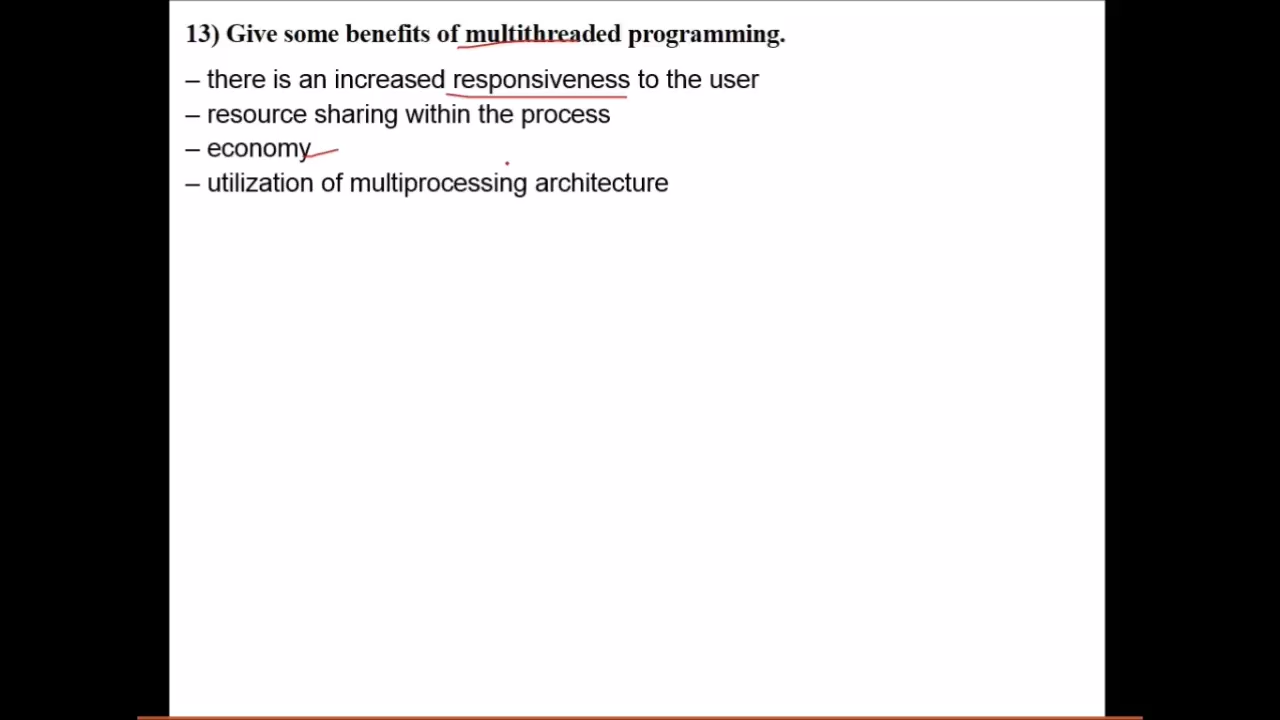 13) Give some benefits of multithreaded programming.
– there is an increased responsiveness to the user
– resource sharing within the process
– economy
– utilization of multiprocessing architecture